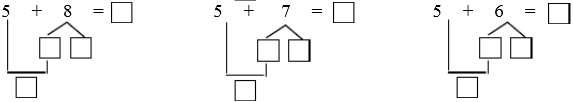 5 + 8 = □ 5 + 7 = □ 5 + 6 = □